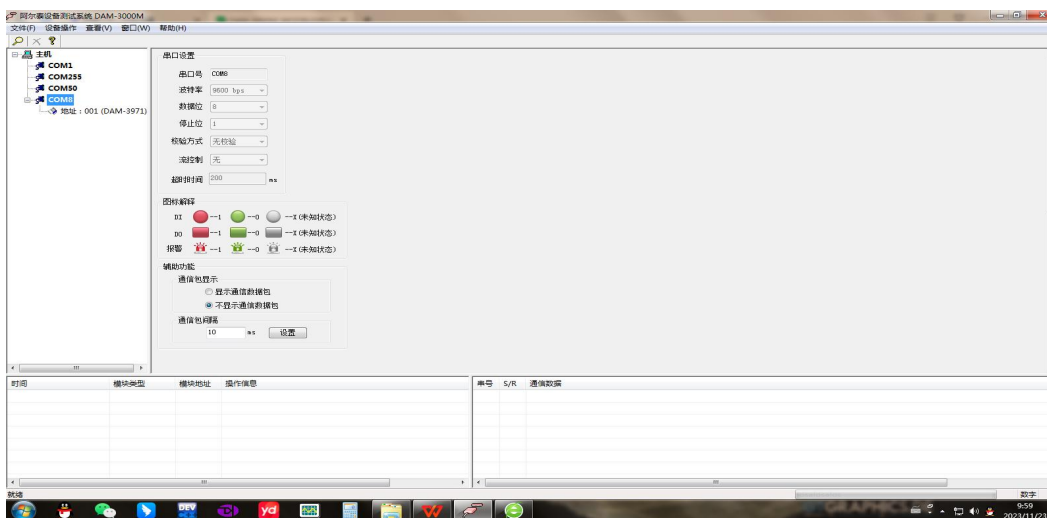 阿尔泰设备测试系统 DAM-3000M
文件(F) 设备操作 查看(V) 窗口(W) 帮助(H)
主机
COM1
COM255
COM50
COM8
地址：001 (DAM-3971)
串口设置
串口号 COM8
波特率 9600 bps
数据位 8
停止位 1
校验方式 无校验
流控制 无
超时时间 200 ms
图标解释
DI --1 --0 --X(未知状态)
DO --1 --0 --X(未知状态)
报警 --1 --0 --X(未知状态)
辅助功能
通信包显示
显示通信数据包
不显示通信数据包
通信包间隔
10 ms 设置
时间 模块类型 模块地址 操作信息
串号 S/R 通信数据
就绪 数字
DEV yd
9:59
2023/11/23